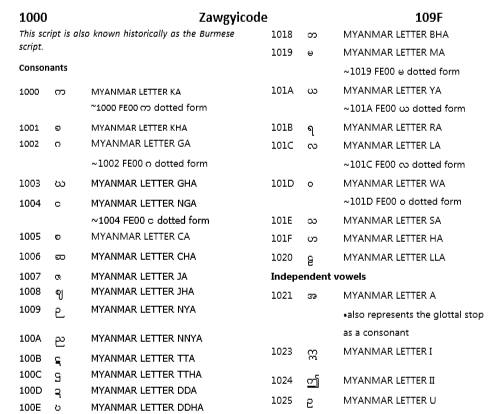 1000 Zawgyicode 109F
This script is also known historically as the Burmese
script.
Consonants
1000 က MYANMAR LETTER KA
~1000 FE00 က dotted form
1001 ခ MYANMAR LETTER KHA
1002 ဂ MYANMAR LETTER GA
~1002 FE00 ဂ dotted form
1003 ဃ MYANMAR LETTER GHA
1004 င MYANMAR LETTER NGA
~1004 FE00 င dotted form
1005 စ MYANMAR LETTER CA
1006 ဆ MYANMAR LETTER CHA
1007 ဇ MYANMAR LETTER JA
1008 ဈ MYANMAR LETTER JHA
1009 ဉ MYANMAR LETTER NYA
100A ည MYANMAR LETTER NNYA
100B ဋ MYANMAR LETTER TTA
100C ဌ MYANMAR LETTER TTHA
100D ဍ MYANMAR LETTER DDA
100E ဎ MYANMAR LETTER DDHA
1018 ဘ MYANMAR LETTER BHA
1019 မ MYANMAR LETTER MA
~1019 FE00 မ dotted form
101A ယ MYANMAR LETTER YA
~101A FE00 ယ dotted form
101B ရ MYANMAR LETTER RA
101C လ MYANMAR LETTER LA
~101C FE00 လ dotted form
101D ဝ MYANMAR LETTER WA
~101D FE00 ဝ dotted form
101E သ MYANMAR LETTER SA
101F ဟ MYANMAR LETTER HA
1020 ဠ MYANMAR LETTER LLA
Independent vowels
1021 အ MYANMAR LETTER A
•also represents the glottal stop
as a consonant
1023 ဣ MYANMAR LETTER I
1024 ဤ MYANMAR LETTER II
1025 ဥ MYANMAR LETTER U